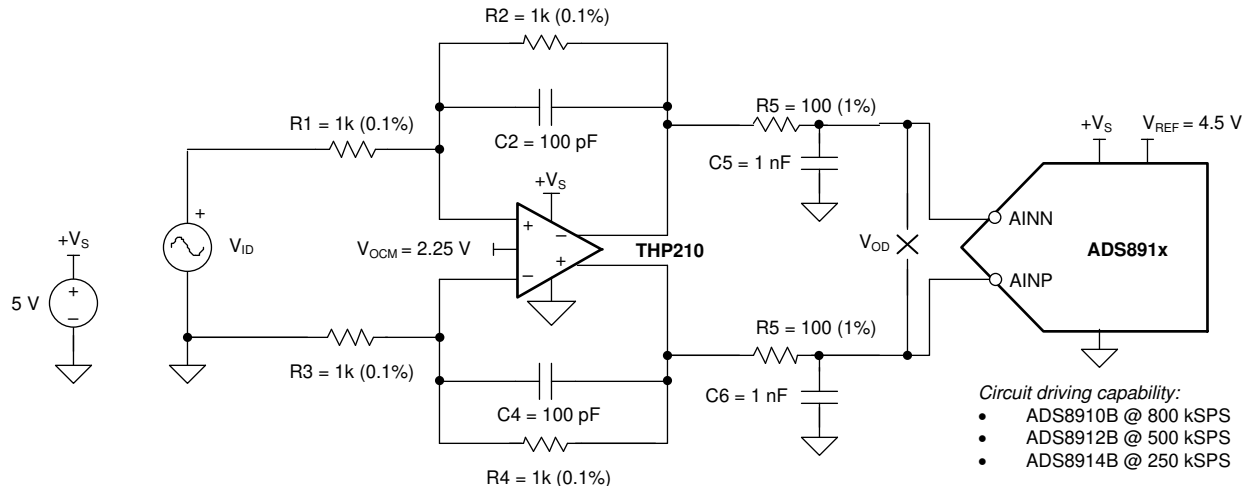 R2 = 1k (0.1%)
R1 = 1k (0.1%)
C2 = 100 pF
R5 = 100 (1%)
C5 = 1 nF
+VS
VREF = 4.5 V
+VS
+
VID
VOCM = 2.25 V
+
−
−
+
THP210
VOD
AINN
ADS891x
AINP
+VS
5 V
+
−
R3 = 1k (0.1%)
C4 = 100 pF
R4 = 1k (0.1%)
R5 = 100 (1%)
C6 = 1 nF
Circuit driving capability:
• ADS8910B @ 800 kSPS
• ADS8912B @ 500 kSPS
• ADS8914B @ 250 kSPS